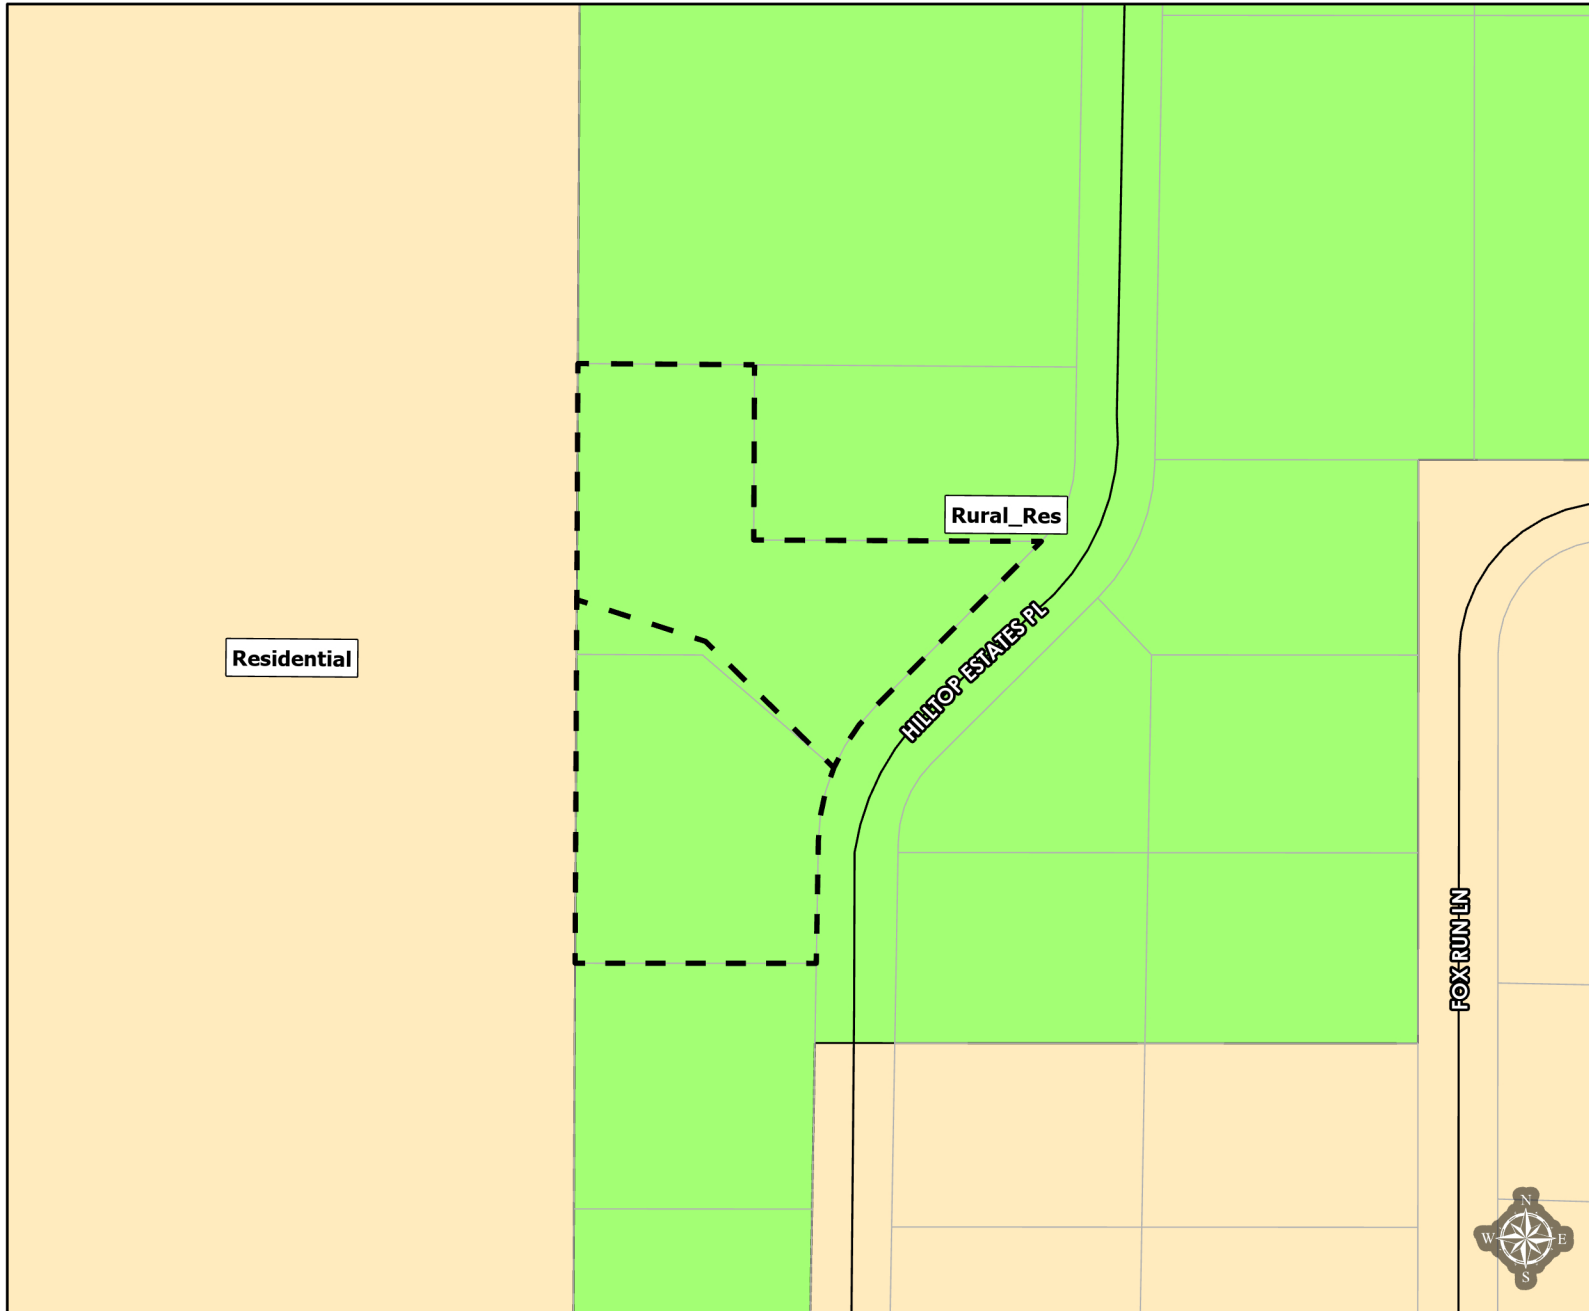 Rural_Res
HILLTOP ESTATES PL
Residential
FOX RUN LN
N
W E
S